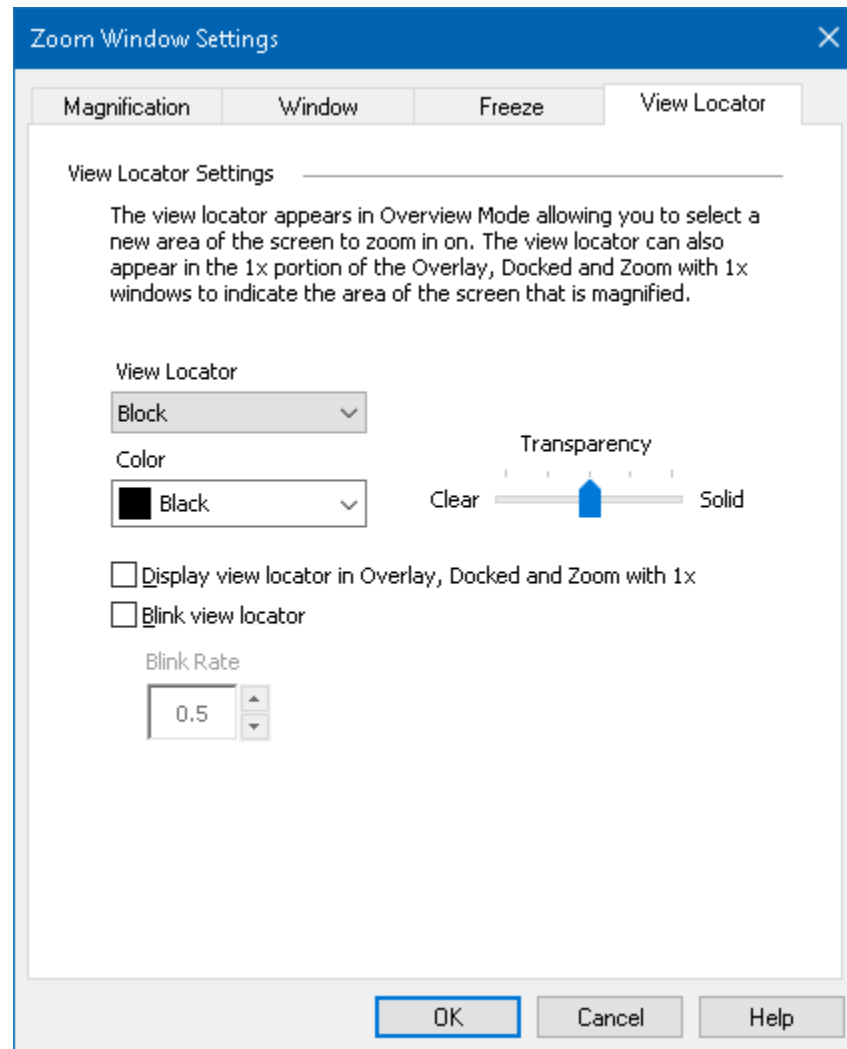 Zoom Window Settings
Magnification Window Freeze View Locator
View Locator Settings
The view locator appears in Overview Mode allowing you to select a
new area of the screen to zoom in on. The view locator can also
appear in the 1x portion of the Overlay, Docked and Zoom with 1x
windows to indicate the area of the screen that is magnified.
View Locator
Block
Transparency
Color
Black
Clear Solid
Display view locator in Overlay, Docked and Zoom with 1x
Blink view locator
Blink Rate
0.5
OK Cancel Help